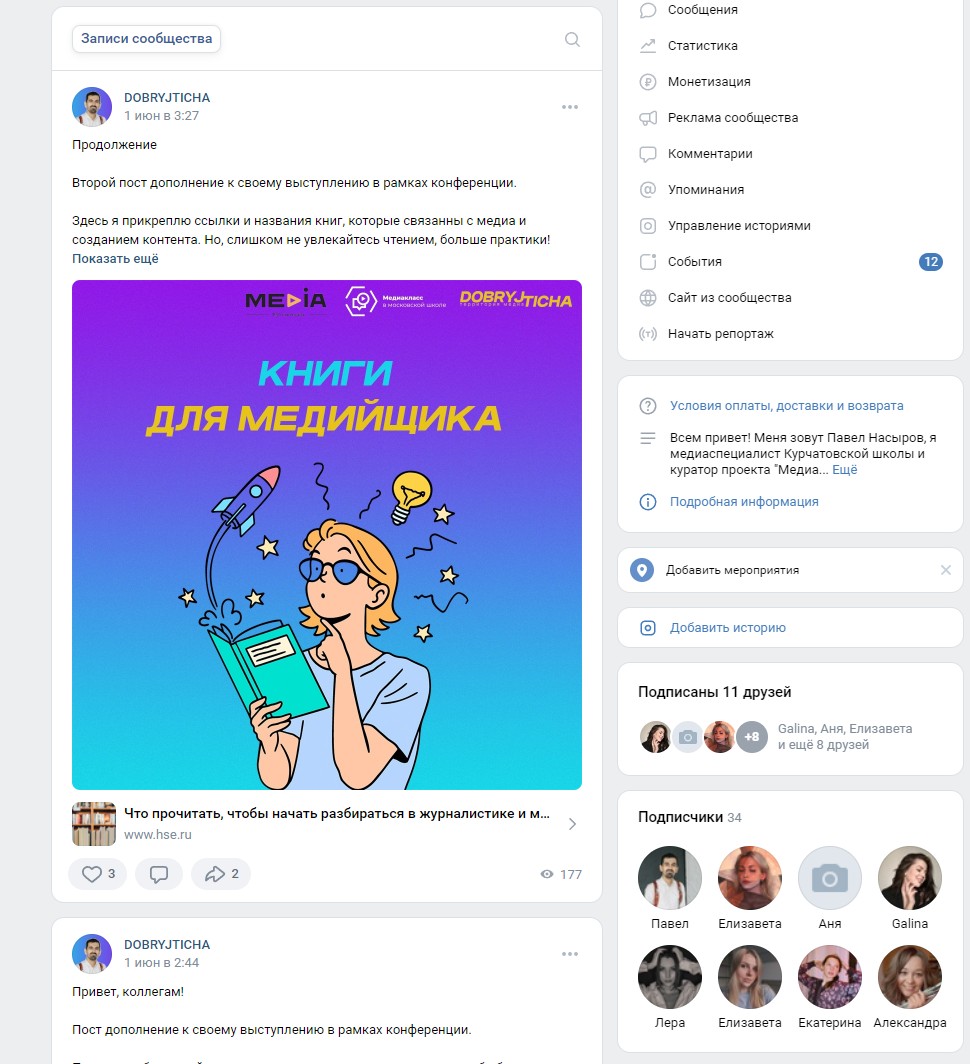 Записи сообщества
DOBRYJTICHA
1 июн в 3:27
Продолжение
Второй пост дополнение к своему выступлению в рамках конференции.
Здесь я прикреплю ссылки и названия книг, которые связанны с медиа и
созданием контента. Но, слишком не увлекайтесь чтением, больше практики!
Показать ещё
MEDIA
Медиакласс
в московской школе
DOBRYJTICHA
КНИГИ
ДЛЯ МЕДИЙЩИКА
Что прочитать, чтобы начать разбираться в журналистике и м...
www.hse.ru
3
2
177
DOBRYJTICHA
1 июн в 2:44
Привет, коллегам!
Пост дополнение к своему выступлению в рамках конференции.
Сообщения
Статистика
Монетизация
Реклама сообщества
Комментарии
Упоминания
Управление историями
События
12
Сайт из сообщества
Начать репортаж
Условия оплаты, доставки и возврата
Всем привет! Меня зовут Павел Насыров, я
медиаспециалист Курчатовской школы и
куратор проекта "Медиа... Ещё
Подробная информация
Добавить мероприятия
Добавить историю
Подписаны 11 друзей
+8
Galina, Аня, Елизавета
и ещё 8 друзей
Подписчики 34
Павел
Елизавета
Аня
Galina
Лера
Елизавета
Екатерина
Александра